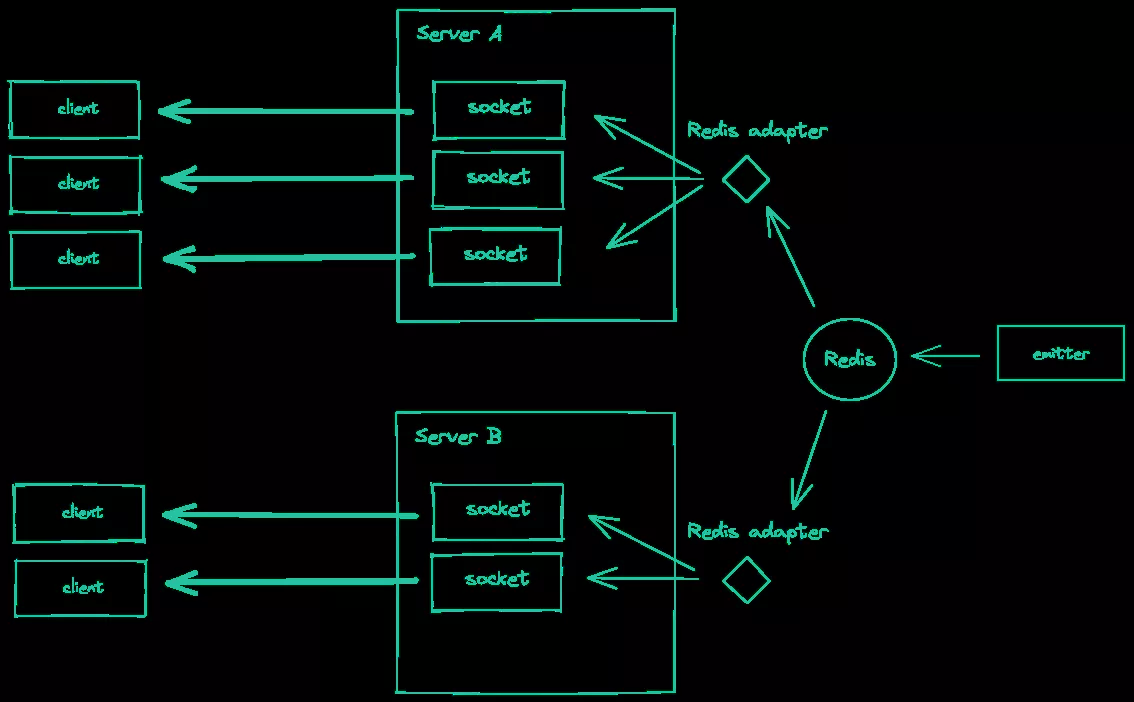 Server A
client
socket
Redis adapter
client
socket
client
socket
Redis
emitter
Server B
client
socket
Redis adapter
client
socket